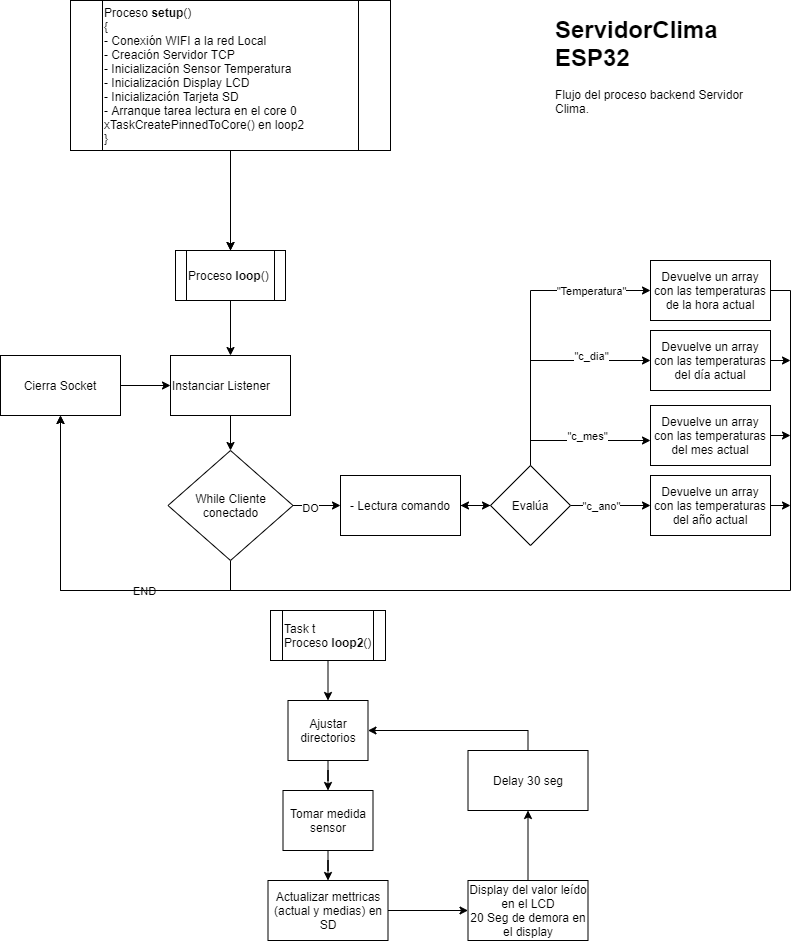 Proceso setup()
{
- Conexión WIFI a la red Local
- Creación Servidor TCP
- Inicialización Sensor Temperatura
- Inicialización Display LCD
- Inicialización Tarjeta SD
- Arranque tarea lectura en el core 0
xTaskCreatePinnedToCore() en loop2
}
ServidorClima
ESP32
Flujo del proceso backend Servidor
Clima.
Proceso loop()
Cierra Socket
Instanciar Listener
While Cliente
conectado
DO
- Lectura comando
Evalúa
"Temperatura"
Devuelve un array
con las temperaturas
de la hora actual
"c_dia"
Devuelve un array
con las temperaturas
del día actual
"c_mes"
Devuelve un array
con las temperaturas
del mes actual
"c_ano"
Devuelve un array
con las temperaturas
del año actual
END
Task t
Proceso loop2()
Ajustar
directorios
Tomar medida
sensor
Actualizar mettricas
(actual y medias) en
SD
Display del valor leído
en el LCD
20 Seg de demora en
el display
Delay 30 seg